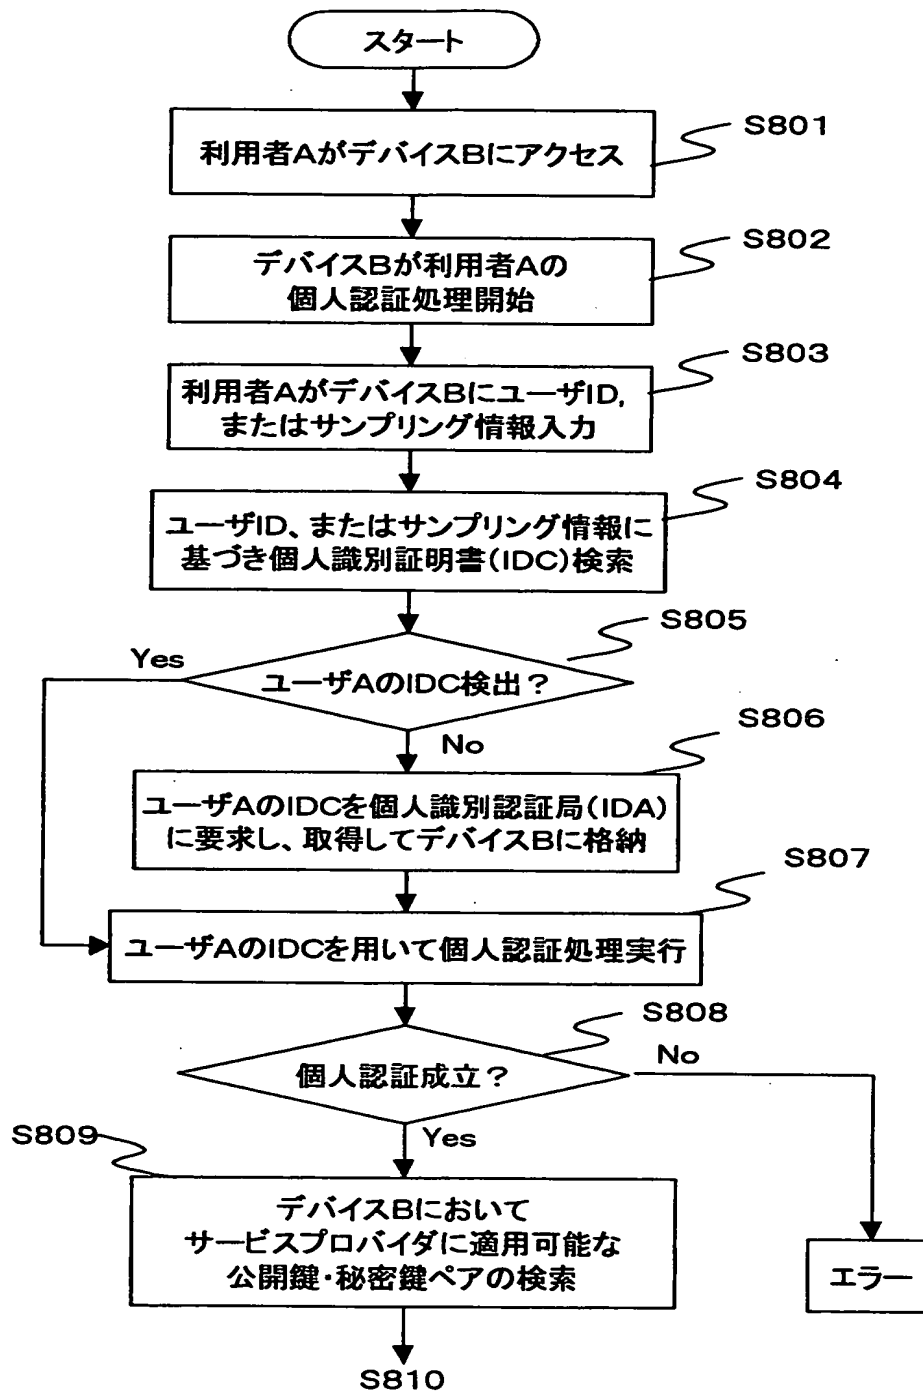 スタート
S801
利用者AがデバイスBにアクセス
S802
デバイスBが利用者Aの
個人認証処理開始
S803
利用者AがデバイスBにユーザID,
またはサンプリング情報入力
S804
ユーザID、またはサンプリング情報に
基づき個人識別証明書(IDC)検索
S805
Yes
ユーザAのIDC検出?
No
S806
ユーザAのIDCを個人識別認証局(IDA)
に要求し、取得してデバイスBに格納
S807
ユーザAのIDCを用いて個人認証処理実行
S808
個人認証成立?
No
Yes
S809
デバイスBにおいて
サービスプロバイダに適用可能な
公開鍵・秘密鍵ペアの検索
エラー
S810